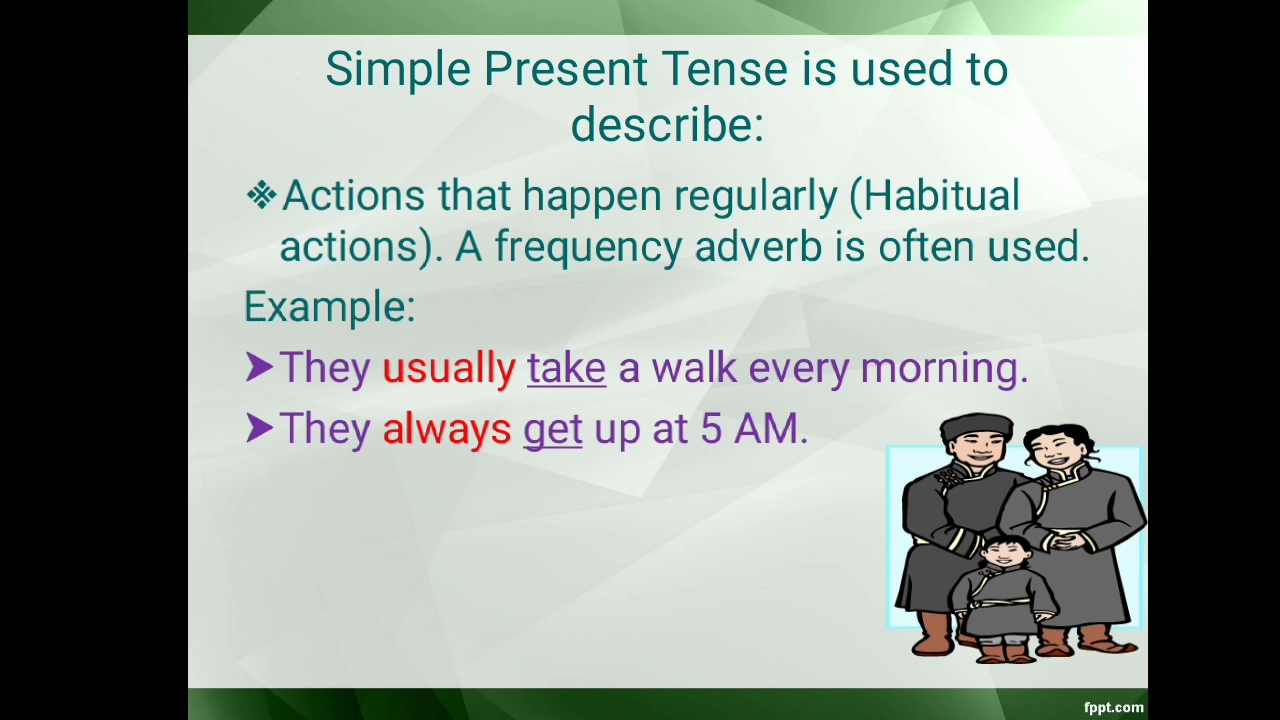 Simple Present Tense is used to
describe:
❖Actions that happen regularly (Habitual
actions). A frequency adverb is often used.
Example:
➤They usually take a walk every morning.
➤They always get up at 5 AM.
fppt.com